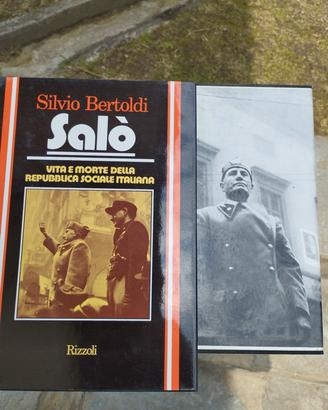 Silvio Bertoldi
Salò
VITA E MORTE DELLA
REPUBBLICA SOCIALE ITALIANA
Rizzoli